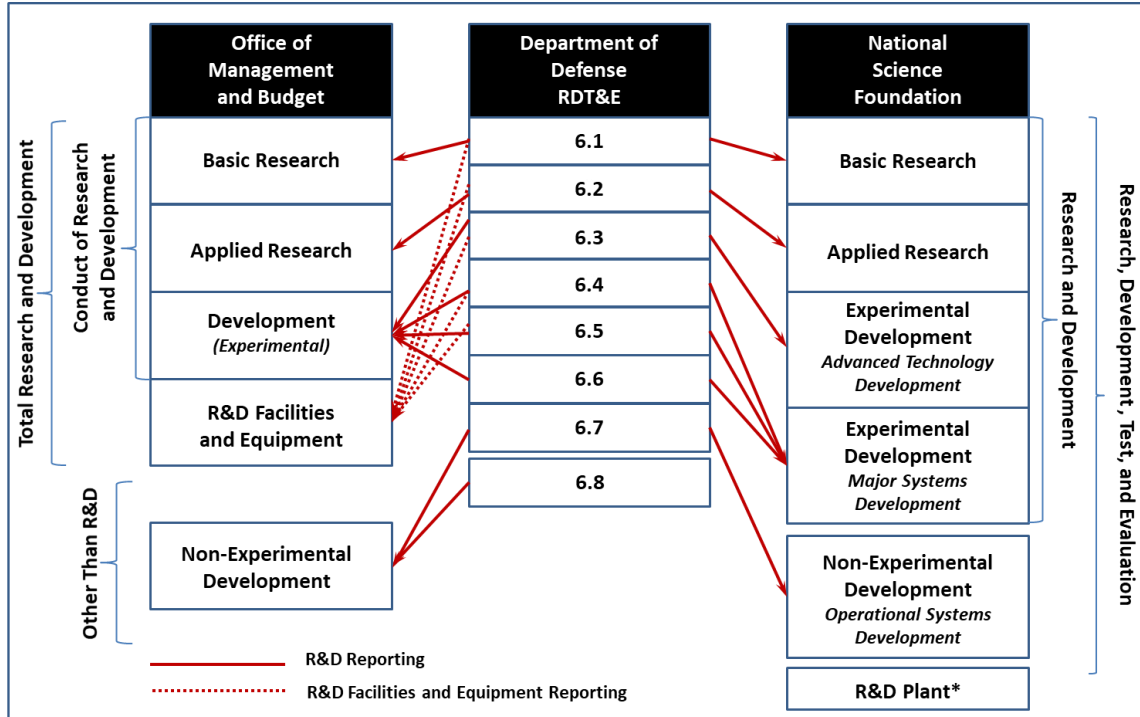 Office of
Management
and Budget
Department of
Defense
RDT&E
National
Science
Foundation
Total Research and Development
Conduct of Research
and Development
Basic Research
Applied Research
Development
(Experimental)
R&D Facilities
and Equipment
Other Than R&D
Non-Experimental
Development
6.1
6.2
6.3
6.4
6.5
6.6
6.7
6.8
Basic Research
Applied Research
Experimental
Development
Advanced Technology
Development
Experimental
Development
Major Systems
Development
Non-Experimental
Development
Operational Systems
Development
R&D Plant*
Research and Development
Research, Development, Test, and Evaluation
R&D Reporting
R&D Facilities and Equipment Reporting